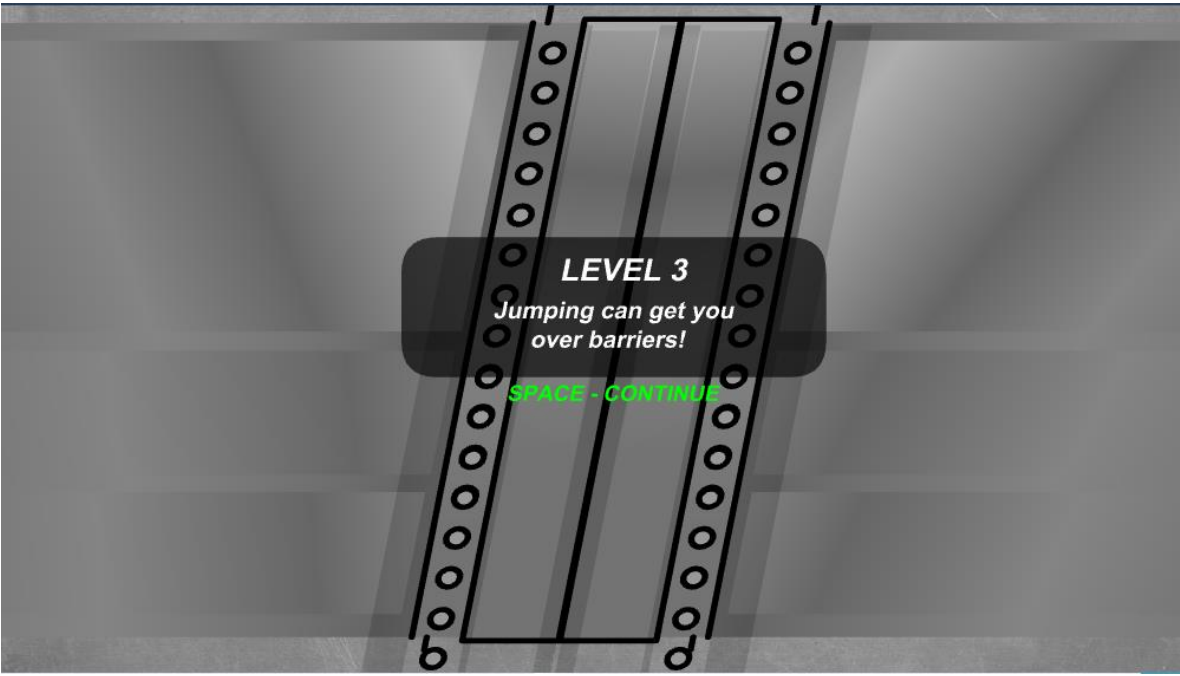 LEVEL 3
Jumping can get you
over barriers!
SPACE - CONTINUE